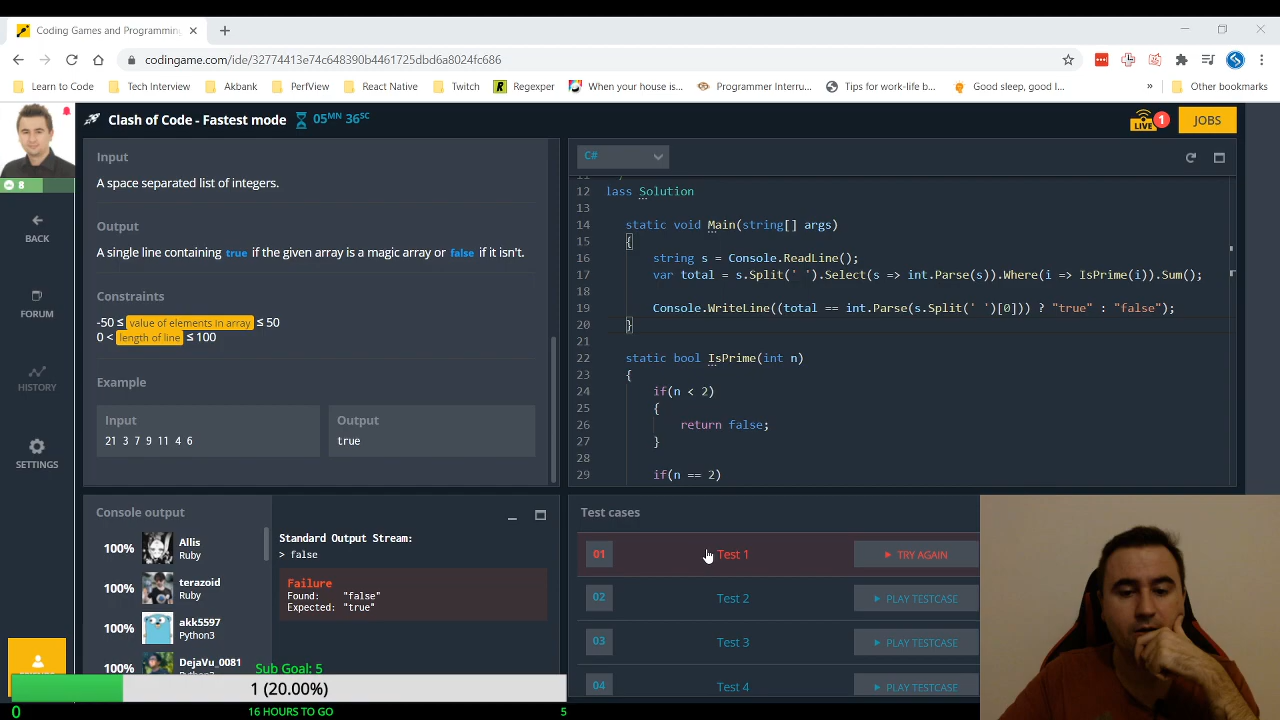 Coding Games and Programming
codingame.com/ide/32774413e74c648390b4461725dbd6a8024fc686
Learn to Code
Tech Interview
Akbank
PerfView
React Native
Twitch
R
Regexper
When your house is...
Programmer Interru...
Tips for work-life b...
Good sleep, good l...
»
Other bookmarks
Clash of Code - Fastest mode
05MN 36SC
LIVE
1
JOBS
8
BACK
FORUM
HISTORY
SETTINGS
Input
A space separated list of integers.
Output
A single line containing true if the given array is a magic array or false if it isn't.
Constraints
-50 ≤ value of elements in array ≤ 50
0 < length of line ≤ 100
Example
Input
21 3 7 9 11 4 6
Output
true
C#
12 lass Solution
13
14 static void Main(string[] args)
15 {
16 string s = Console.ReadLine();
17 var total = s.Split(' ').Select(s => int.Parse(s)).Where(i => IsPrime(i)).Sum();
18
19 Console.WriteLine((total == int.Parse(s.Split(' ')[0])) ? "true" : "false");
20 }
21
22 static bool IsPrime(int n)
23 {
24 if(n < 2)
25 {
26 return false;
27 }
28
29 if(n == 2)
Console output
100% Allis
Ruby
100% terazoid
Ruby
100% akk5597
Python3
100% DejaVu_0081
Standard Output Stream:
> false
Failure
Found: "false"
Expected: "true"
Test cases
01 Test 1 TRY AGAIN
02 Test 2 PLAY TESTCASE
03 Test 3 PLAY TESTCASE
04 Test 4 PLAY TESTCASE
Sub Goal: 5
1 (20.00%)
0 16 HOURS TO GO 5